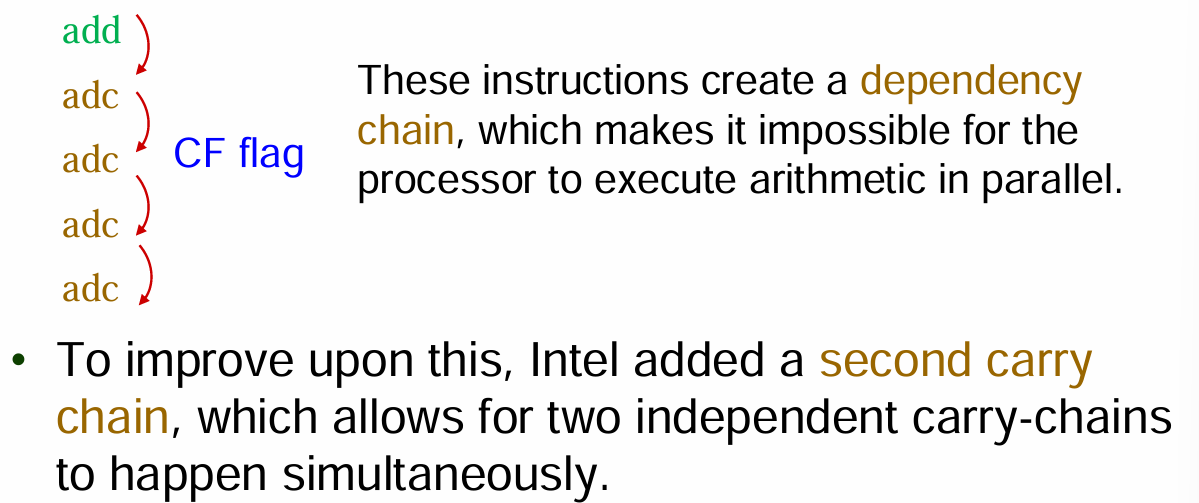 add
adc
adc
adc
adc
CF flag
These instructions create a dependency
chain, which makes it impossible for the
processor to execute arithmetic in parallel.
• To improve upon this, Intel added a second carry
chain, which allows for two independent carry-chains
to happen simultaneously.